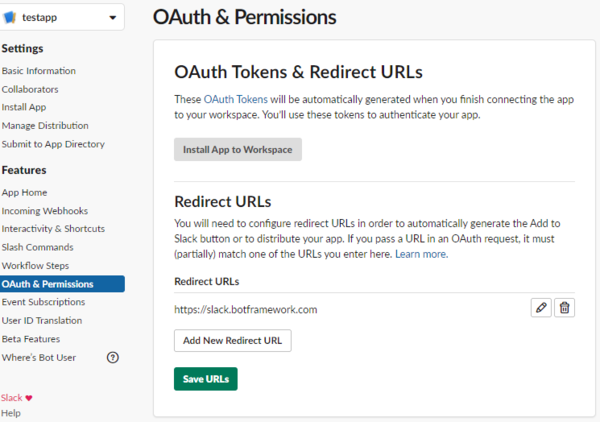 testapp
OAuth & Permissions
Settings
Basic Information
Collaborators
Install App
Manage Distribution
Submit to App Directory
Features
App Home
Incoming Webhooks
Interactivity & Shortcuts
Slash Commands
Workflow Steps
OAuth & Permissions
Event Subscriptions
User ID Translation
Beta Features
Where's Bot User
?
Slack
Help
OAuth Tokens & Redirect URLs
These OAuth Tokens will be automatically generated when you finish connecting the app
to your workspace. You'll use these tokens to authenticate your app.
Install App to Workspace
Redirect URLs
You will need to configure redirect URLs in order to automatically generate the Add to
Slack button or to distribute your app. If you pass a URL in an OAuth request, it must
(partially) match one of the URLs you enter here. Learn more.
Redirect URLs
https://slack.botframework.com
Add New Redirect URL
Save URLs